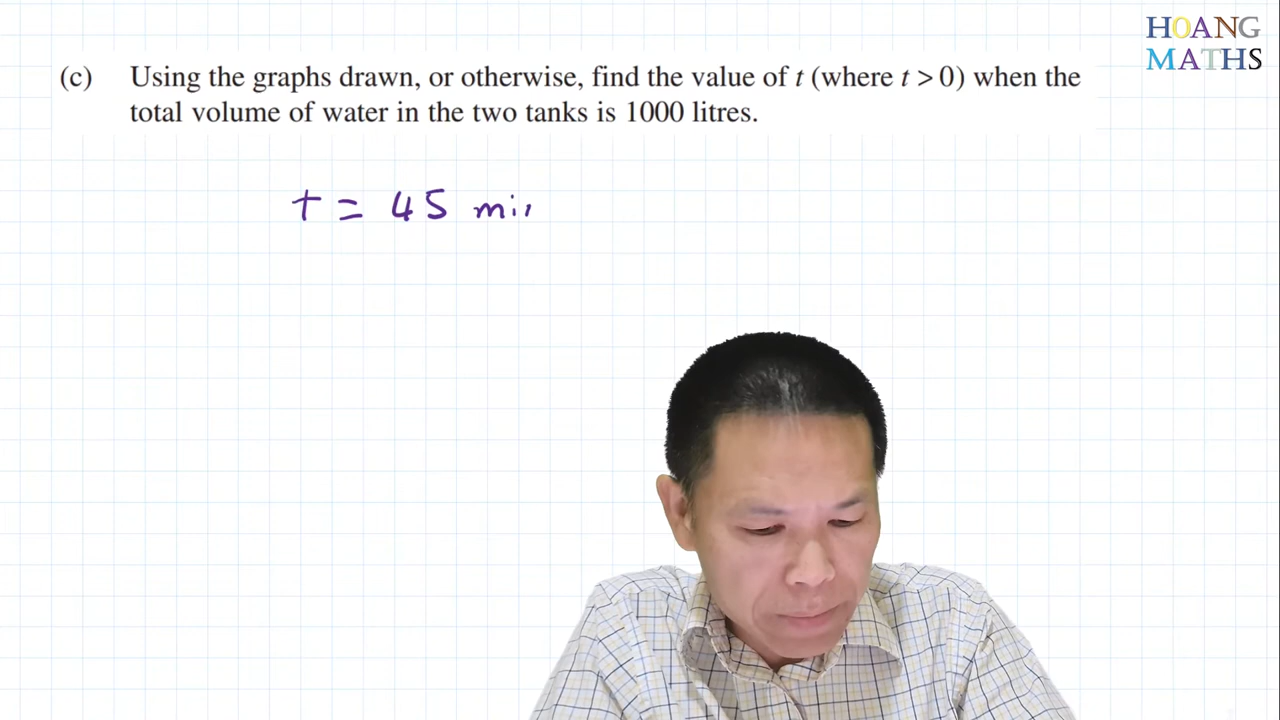 HOANG
MATHS
(c) Using the graphs drawn, or otherwise, find the value of t (where t > 0) when the
total volume of water in the two tanks is 1000 litres.
t = 45